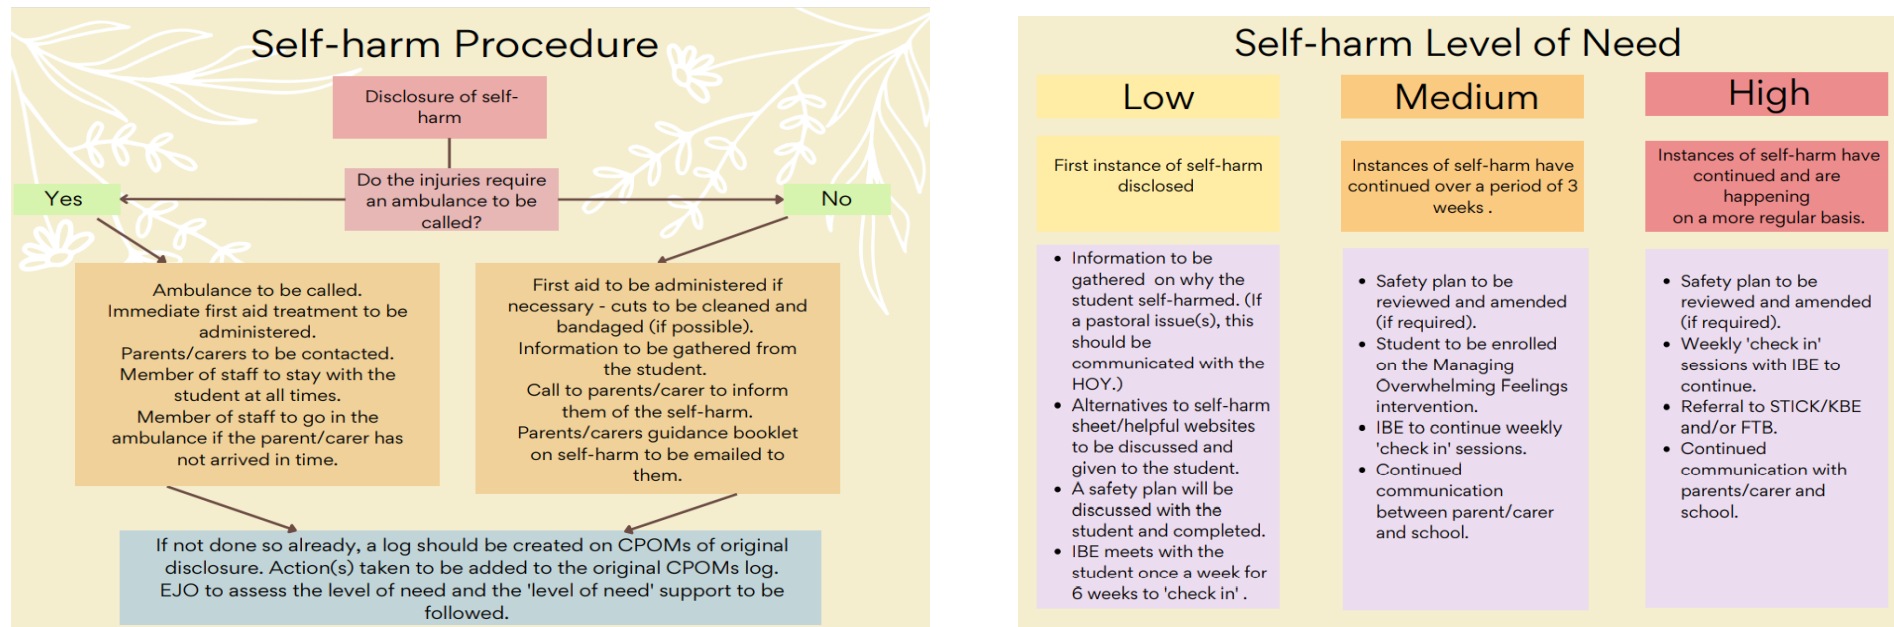 Self-harm Procedure
Disclosure of self-
harm
Do the injuries require
an ambulance to be
called?
Yes
No
Ambulance to be called.
Immediate first aid treatment to be
administered.
Parents/carers to be contacted.
Member of staff to stay with the
student at all times.
Member of staff to go in the
ambulance if the parent/carer has
not arrived in time.
First aid to be administered if
necessary - cuts to be cleaned and
bandaged (if possible).
Information to be gathered from
the student.
Call to parents/carer to inform
them of the self-harm.
Parents/carers guidance booklet
on self-harm to be emailed to
them.
If not done so already, a log should be created on CPOMs of original
disclosure. Action(s) taken to be added to the original CPOMs log.
EJO to assess the level of need and the 'level of need' support to be
followed.
Self-harm Level of Need
Low
First instance of self-harm
disclosed
• Information to be
gathered on why the
student self-harmed. (If
a pastoral issue(s), this
should be
communicated with the
HOY.)
• Alternatives to self-harm
sheet/helpful websites
to be discussed and
given to the student.
• A safety plan will be
discussed with the
student and completed.
• IBE meets with the
student once a week for
6 weeks to 'check in' .
Medium
Instances of self-harm have
continued over a period of 3
weeks .
• Safety plan to be
reviewed and amended
(if required).
• Student to be enrolled
on the Managing
Overwhelming Feelings
intervention.
• IBE to continue weekly
'check in' sessions.
• Continued
communication
between parent/carer
and school.
High
Instances of self-harm have
continued and are
happening
on a more regular basis.
• Safety plan to be
reviewed and amended
(if required).
• Weekly 'check in'
sessions with IBE to
continue.
• Referral to STICK/KBE
and/or FTB.
• Continued
communication with
parents/carer and
school.